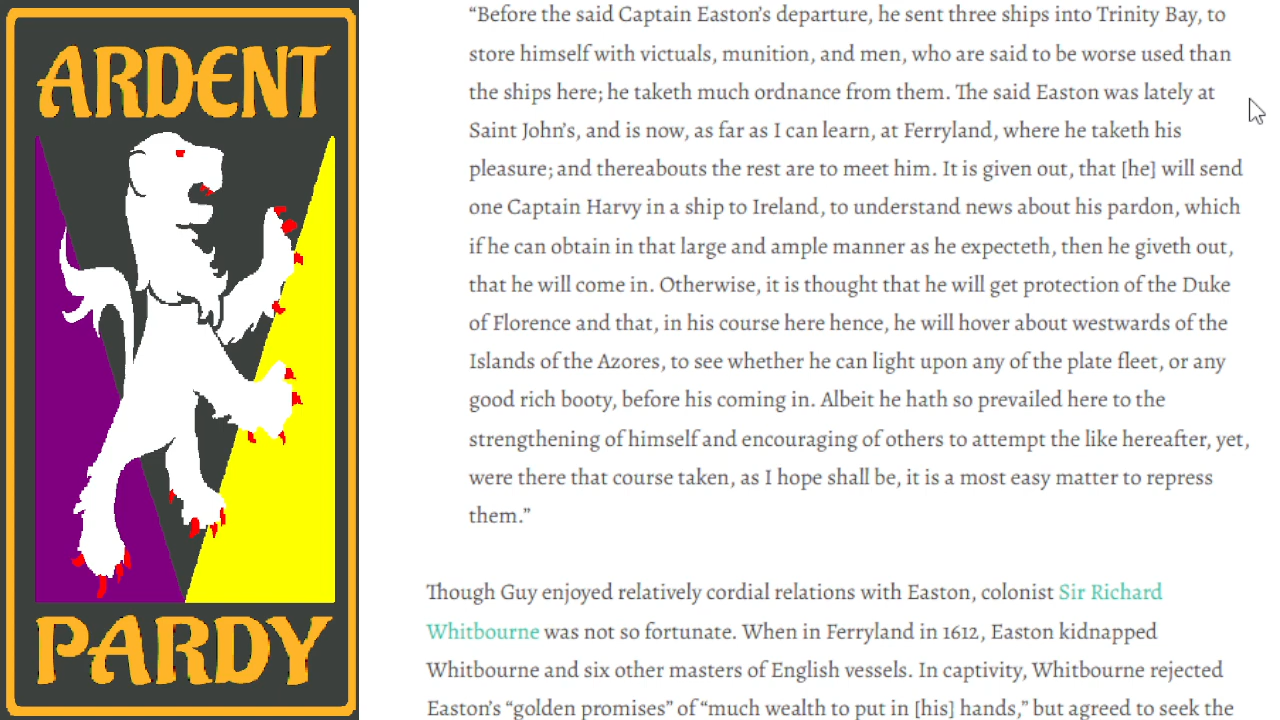 ARDENT
PARDY
“Before the said Captain Easton’s departure, he sent three ships into Trinity Bay, to
store himself with victuals, munition, and men, who are said to be worse used than
the ships here; he taketh much ordnance from them. The said Easton was lately at
Saint John’s, and is now, as far as I can learn, at Ferryland, where he taketh his
pleasure; and thereabouts the rest are to meet him. It is given out, that [he] will send
one Captain Harvy in a ship to Ireland, to understand news about his pardon, which
if he can obtain in that large and ample manner as he expecteth, then he giveth out,
that he will come in. Otherwise, it is thought that he will get protection of the Duke
of Florence and that, in his course here hence, he will hover about westwards of the
Islands of the Azores, to see whether he can light upon any of the plate fleet, or any
good rich booty, before his coming in. Albeit he hath so prevailed here to the
strengthening of himself and encouraging of others to attempt the like hereafter, yet,
were there that course taken, as I hope shall be, it is a most easy matter to repress
them.”
Though Guy enjoyed relatively cordial relations with Easton, colonist Sir Richard
Whitbourne was not so fortunate. When in Ferryland in 1612, Easton kidnapped
Whitbourne and six other masters of English vessels. In captivity, Whitbourne rejected
Easton’s “golden promises” of “much wealth to put in [his] hands,” but agreed to seek the